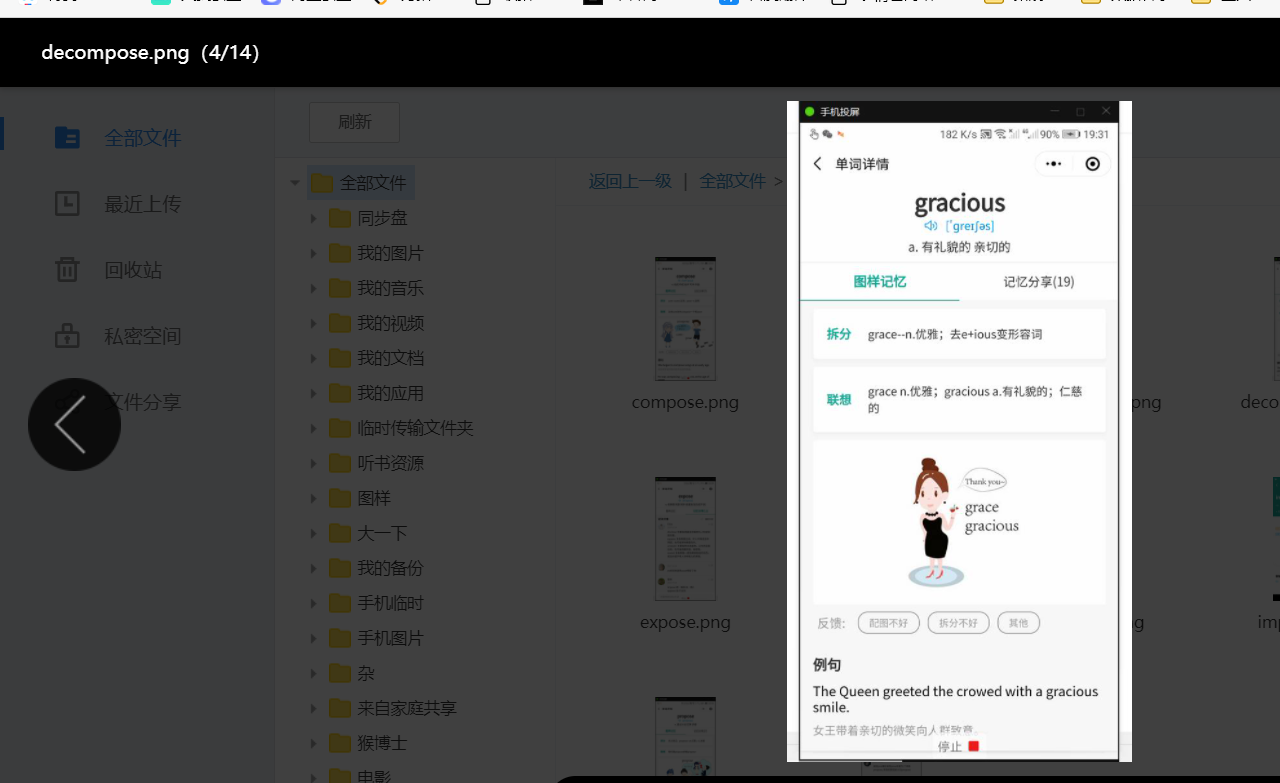 decompose.png（4/14）
刷新
全部文件
最近上传
回收站
私密空间
文件分享
全部文件
同步盘
我的图片
我的音乐
我的视频
我的文档
我的应用
临时传输文件夹
听书资源
图样
大一下
我的备份
手机临时
手机图片
杂
来自家庭共享
猴博士
电影
返回上一级 | 全部文件 >
compose.png
png
deco
expose.png
ng
im
手机投屏
182 K/s 90% 19:31
单词详情
gracious
['greɪʃəs]
a. 有礼貌的 亲切的
图样记忆
记忆分享(19)
拆分
grace--n.优雅；去e+ious变形容词
联想
grace n.优雅；gracious a.有礼貌的；仁慈
的
Thank you~
grace
gracious
反馈:
配图不好
拆分不好
其他
例句
The Queen greeted the crowed with a gracious
smile.
女王带着亲切的微笑向人群致意。
停止